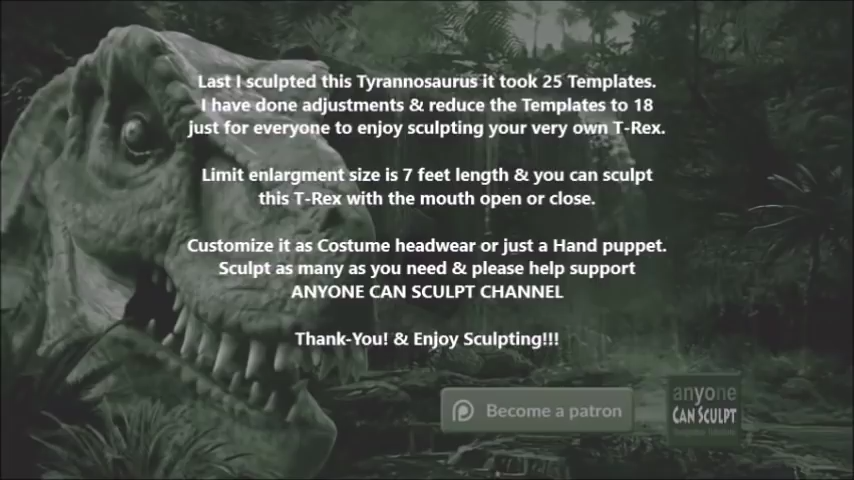 Last I sculpted this Tyrannosaurus it took 25 Templates.
I have done adjustments & reduce the Templates to 18
just for everyone to enjoy sculpting your very own T-Rex.
Limit enlargment size is 7 feet length & you can sculpt
this T-Rex with the mouth open or close.
Customize it as Costume headwear or just a Hand puppet.
Sculpt as many as you need & please help support
ANYONE CAN SCULPT CHANNEL
Thank-You! & Enjoy Sculpting!!!
Become a patron
anyone
CAN SCULPT